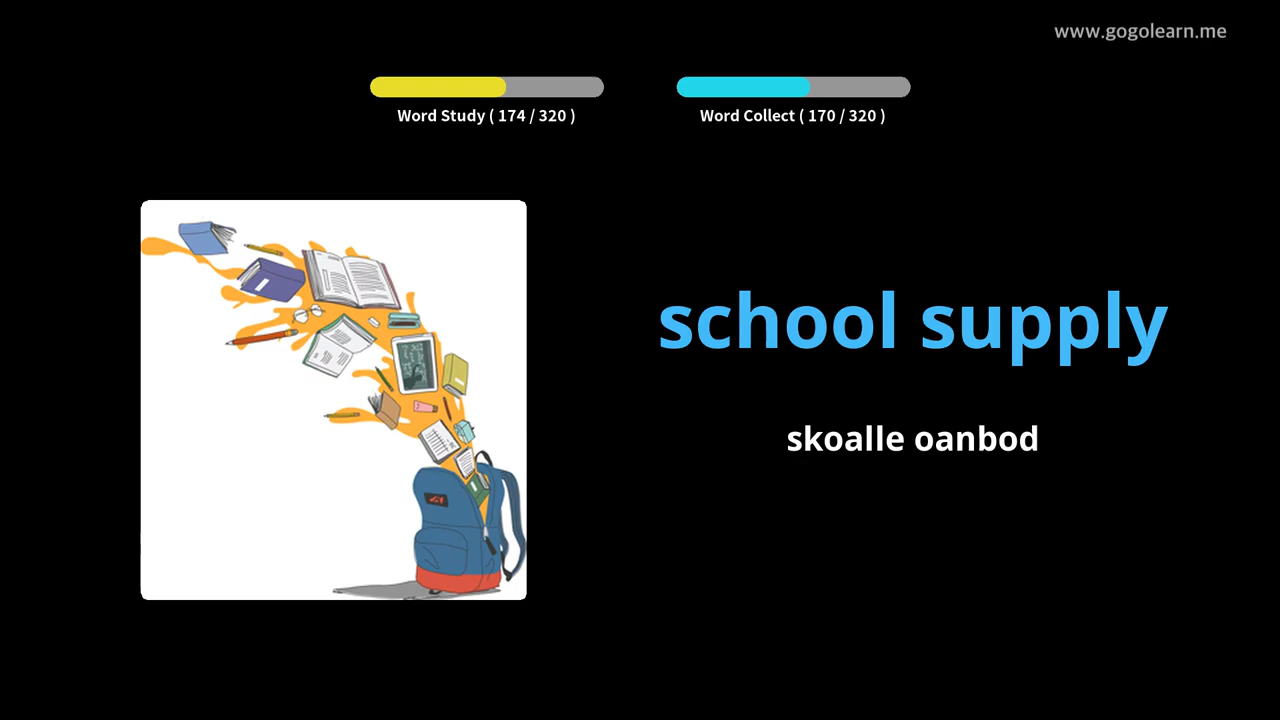 www.gogolearn.me
Word Study ( 174 / 320 )
Word Collect ( 170 / 320 )
school supply
skoalle oanbod